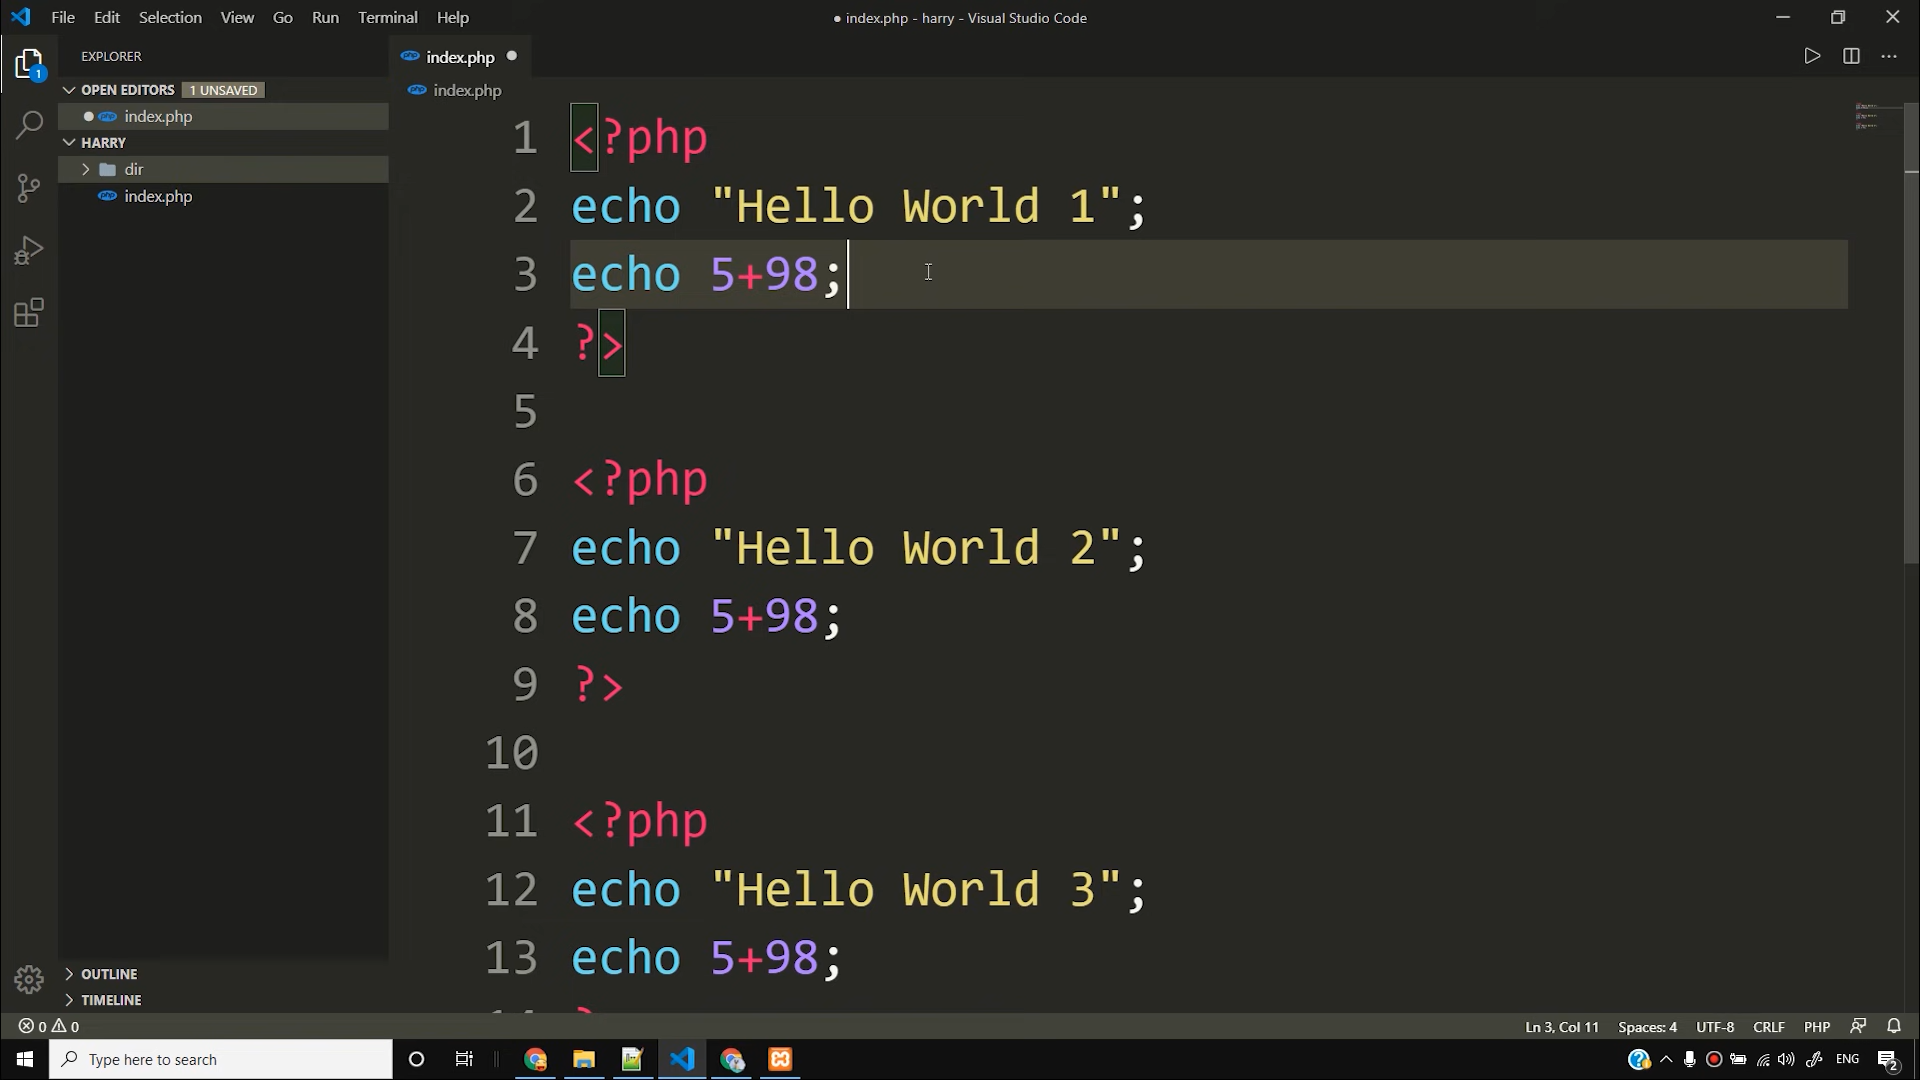 File Edit Selection View Go Run Terminal Help
● index.php - harry - Visual Studio Code
EXPLORER
1
OPEN EDITORS 1 UNSAVED
index.php
HARRY
dir
index.php
OUTLINE
TIMELINE
index.php
index.php
1 <?php
2 echo "Hello World 1";
3 echo 5+98;
4 ?>
5
6 <?php
7 echo "Hello World 2";
8 echo 5+98;
9 ?>
10
11 <?php
12 echo "Hello World 3";
13 echo 5+98;
0 0
Ln 3, Col 11 Spaces: 4 UTF-8 CRLF PHP
Type here to search
ENG
2